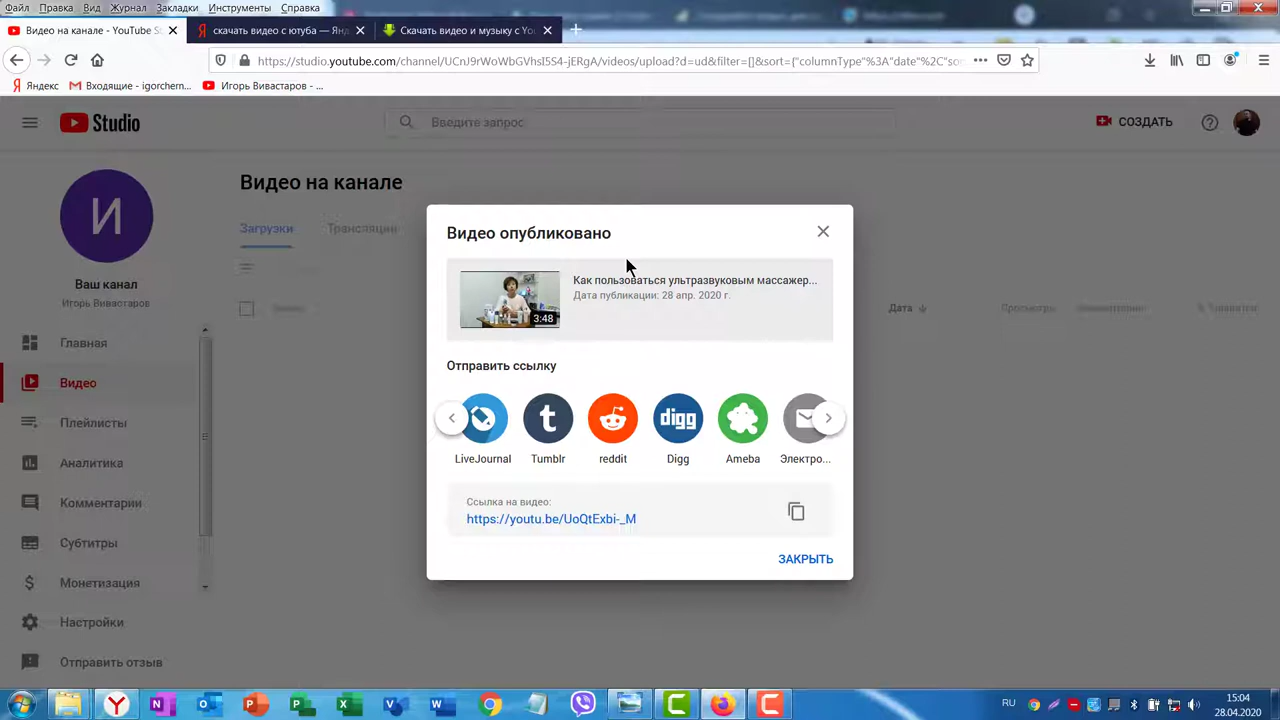 Файл Правка Вид Журнал Закладки Инструменты Справка
Видео на канале - YouTube St
скачать видео с ютуба — Янд
Скачать видео и музыку с Yo
https://studio.youtube.com/channel/UCnJ9rWoWbGVhsI5S4-jERgA/videos/upload?d=ud&filter=[]&sort={"columnType"%3A"date"%2C"sor
Яндекс
Входящие - igorchern...
Игорь Вивастаров - ...
Studio
Введите запрос
СОЗДАТЬ
И
Ваш канал
Игорь Вивастаров
Главная
Видео
Плейлисты
Аналитика
Комментарии
Субтитры
Монетизация
Настройки
Отправить отзыв
Видео на канале
Загрузки
Трансляции
Дата
Просмотры
Комментарии
Видео опубликовано
3:48
Как пользоваться ультразвуковым массажер...
Дата публикации: 28 апр. 2020 г.
Отправить ссылку
t
digg
LiveJournal
Tumblr
reddit
Digg
Ameba
Электро...
Ссылка на видео:
https://youtu.be/UoQtExbi-_M
ЗАКРЫТЬ
RU
15:04
28.04.2020